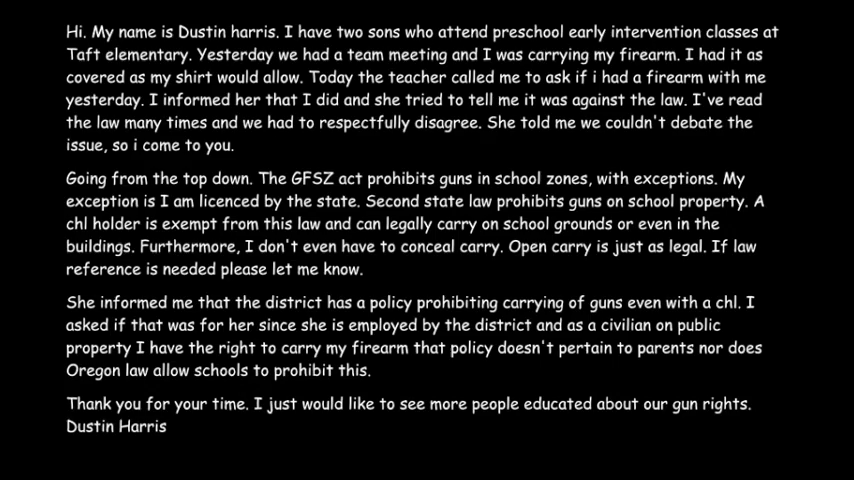 Hi. My name is Dustin harris. I have two sons who attend preschool early intervention classes at
Taft elementary. Yesterday we had a team meeting and I was carrying my firearm. I had it as
covered as my shirt would allow. Today the teacher called me to ask if i had a firearm with me
yesterday. I informed her that I did and she tried to tell me it was against the law. I've read
the law many times and we had to respectfully disagree. She told me we couldn't debate the
issue, so i come to you.
Going from the top down. The GFSZ act prohibits guns in school zones, with exceptions. My
exception is I am licenced by the state. Second state law prohibits guns on school property. A
chl holder is exempt from this law and can legally carry on school grounds or even in the
buildings. Furthermore, I don't even have to conceal carry. Open carry is just as legal. If law
reference is needed please let me know.
She informed me that the district has a policy prohibiting carrying of guns even with a chl. I
asked if that was for her since she is employed by the district and as a civilian on public
property I have the right to carry my firearm that policy doesn't pertain to parents nor does
Oregon law allow schools to prohibit this.
Thank you for your time. I just would like to see more people educated about our gun rights.
Dustin Harris